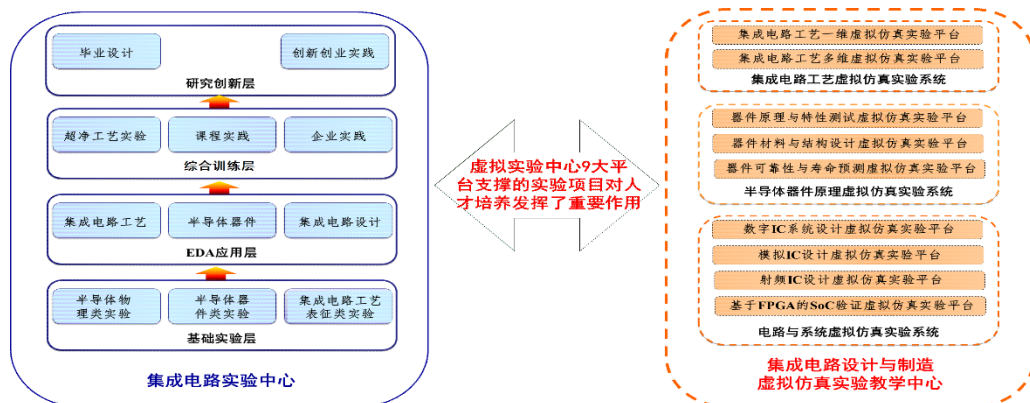 毕业设计
创新创业实践
研究创新层
超净工艺实验
课程实践
企业实践
综合训练层
集成电路工艺
半导体器件
集成电路设计
EDA应用层
半导体物
理类实验
半导体器
件类实验
集成电路工艺
表征类实验
基础实验层
集成电路实验中心
虚拟实验中心9大平
台支撑的实验项目对人
才培养发挥了重要作用
集成电路工艺一维虚拟仿真实验平台
集成电路工艺多维虚拟仿真实验平台
集成电路工艺虚拟仿真实验系统
器件原理与特性测试虚拟仿真实验平台
器件材料与结构设计虚拟仿真实验平台
器件可靠性与寿命预测虚拟仿真实验平台
半导体器件原理虚拟仿真实验系统
数字IC系统设计虚拟仿真实验平台
模拟IC设计虚拟仿真实验平台
射频IC设计虚拟仿真实验平台
基于FPGA的SoC验证虚拟仿真实验平台
电路与系统虚拟仿真实验系统
集成电路设计与制造
虚拟仿真实验教学中心